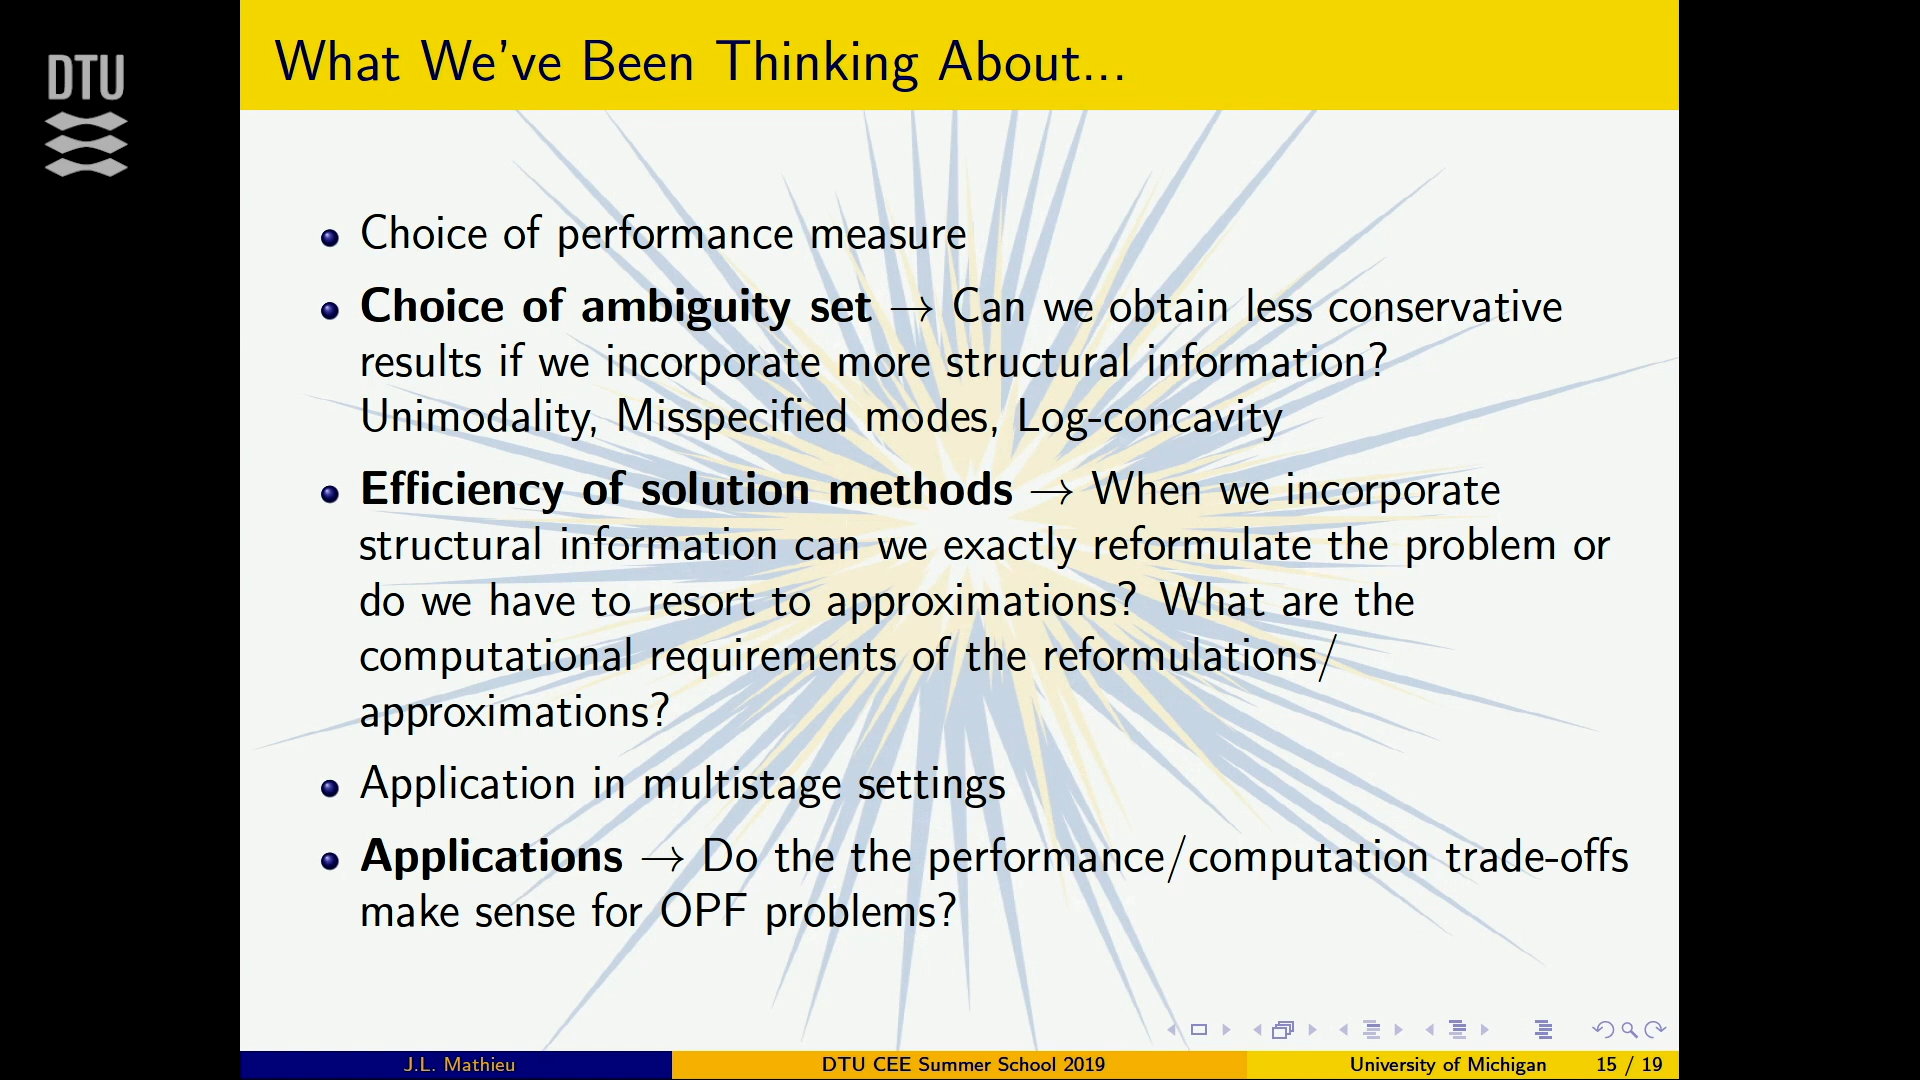 DTU
What We've Been Thinking About...
Choice of performance measure
Choice of ambiguity set → Can we obtain less conservative
results if we incorporate more structural information?
Unimodality, Misspecified modes, Log-concavity
Efficiency of solution methods → When we incorporate
structural information can we exactly reformulate the problem or
do we have to resort to approximations? What are the
computational requirements of the reformulations/
approximations?
Application in multistage settings
Applications → Do the the performance/computation trade-offs
make sense for OPF problems?
J.L. Mathieu
DTU CEE Summer School 2019
University of Michigan
15 / 19